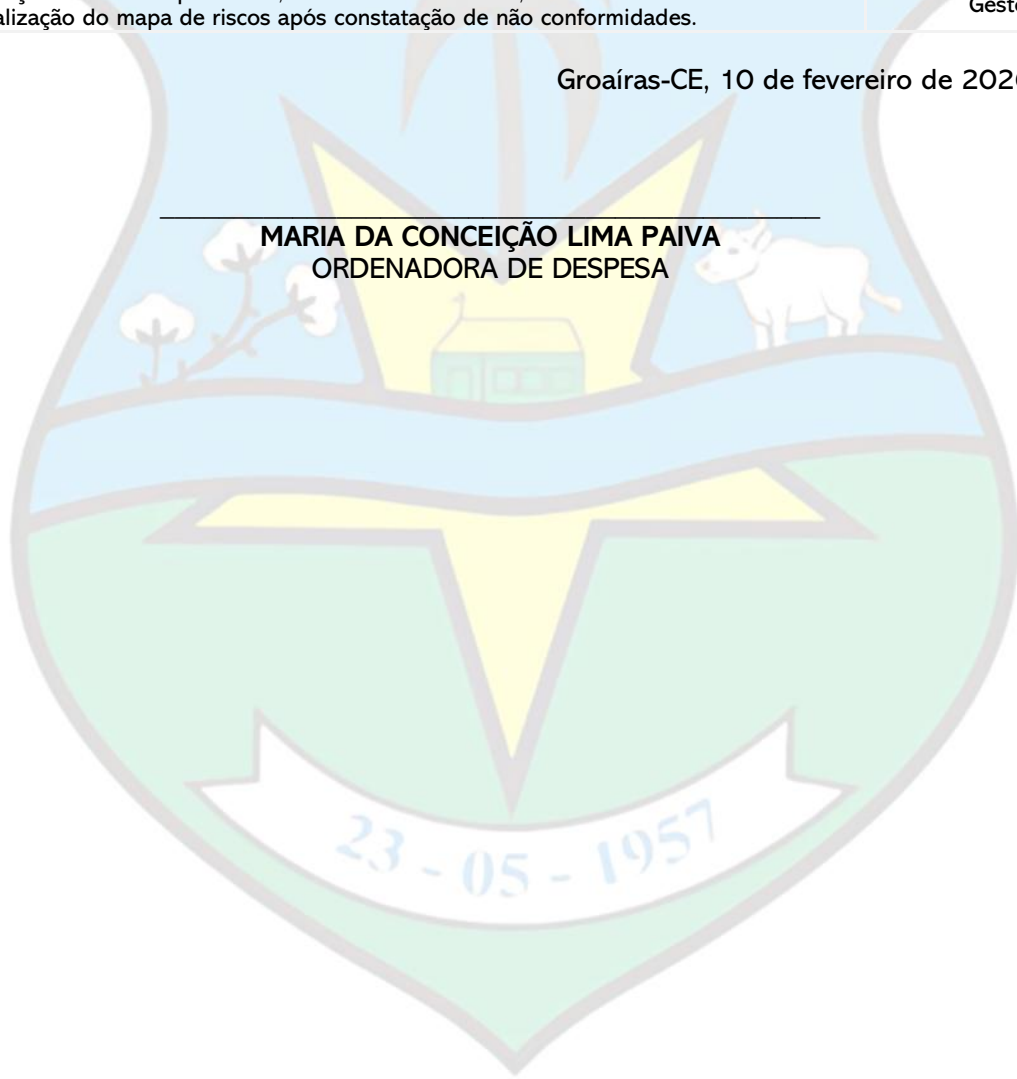 alização do mapa de riscos após constatação de não conformidades.
Gest
Groaíras-CE, 10 de fevereiro de 202
MARIA DA CONCEIÇÃO LIMA PAIVA
ORDENADORA DE DESPESA
23 - 05 - 1957